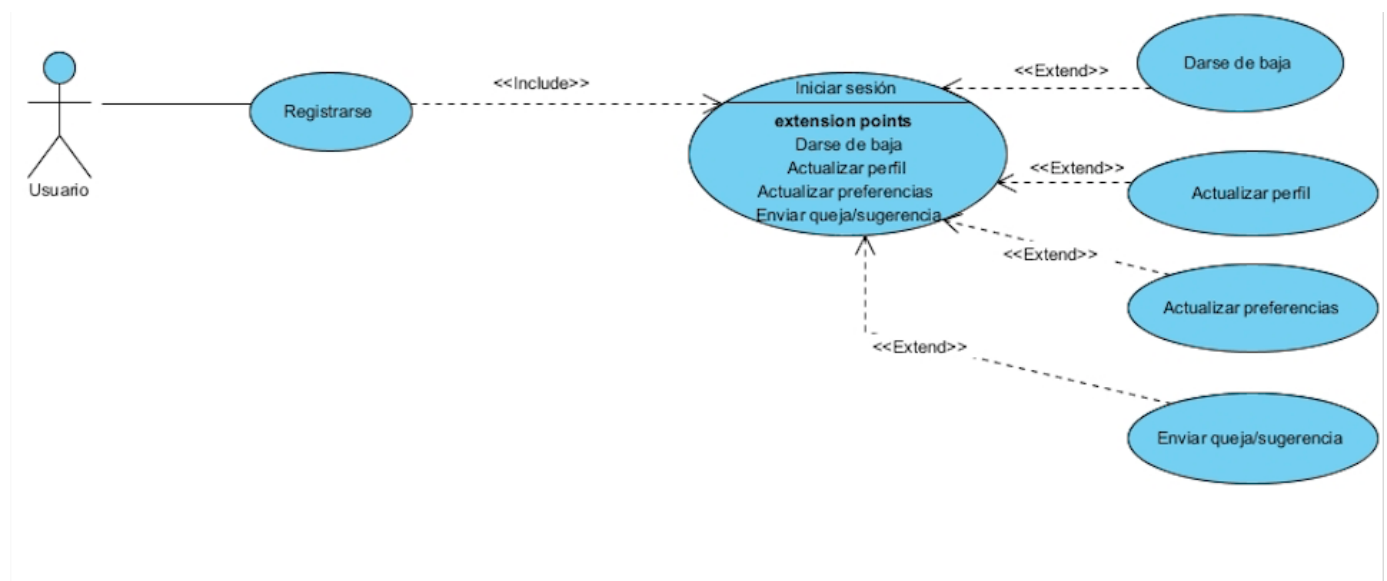 Usuario
Registrarse
<<Include>>
Iniciar sesión
extension points
Darse de baja
Actualizar perfil
Actualizar preferencias
Enviar queja/sugerencia
<<Extend>>
Darse de baja
<<Extend>>
Actualizar perfil
<<Extend>>
Actualizar preferencias
<<Extend>>
Enviar queja/sugerencia